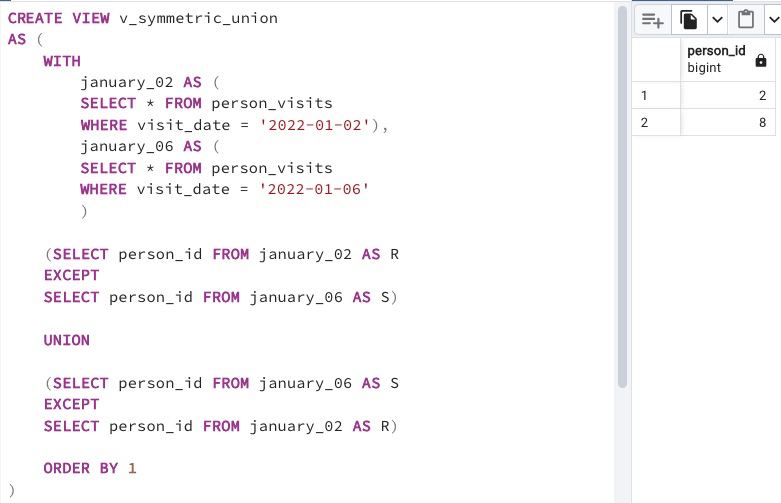 CREATE VIEW v_symmetric_union
AS (
WITH
january_02 AS (
SELECT * FROM person_visits
WHERE visit_date = '2022-01-02'),
january_06 AS (
SELECT * FROM person_visits
WHERE visit_date = '2022-01-06'
)
(SELECT person_id FROM january_02 AS R
EXCEPT
SELECT person_id FROM january_06 AS S)
UNION
(SELECT person_id FROM january_06 AS S
EXCEPT
SELECT person_id FROM january_02 AS R)
ORDER BY 1
)
person_id
bigint
1 2
2 8